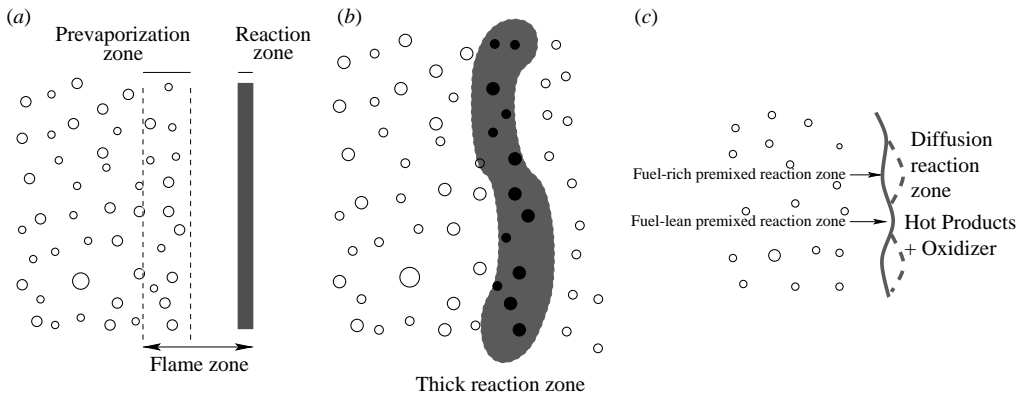 (a)
Prevaporization
zone
Reaction
zone
Flame zone
(b)
Thick reaction zone
(c)
Diffusion
reaction
zone
Fuel-rich premixed reaction zone
Fuel-lean premixed reaction zone
Hot Products
+ Oxidizer